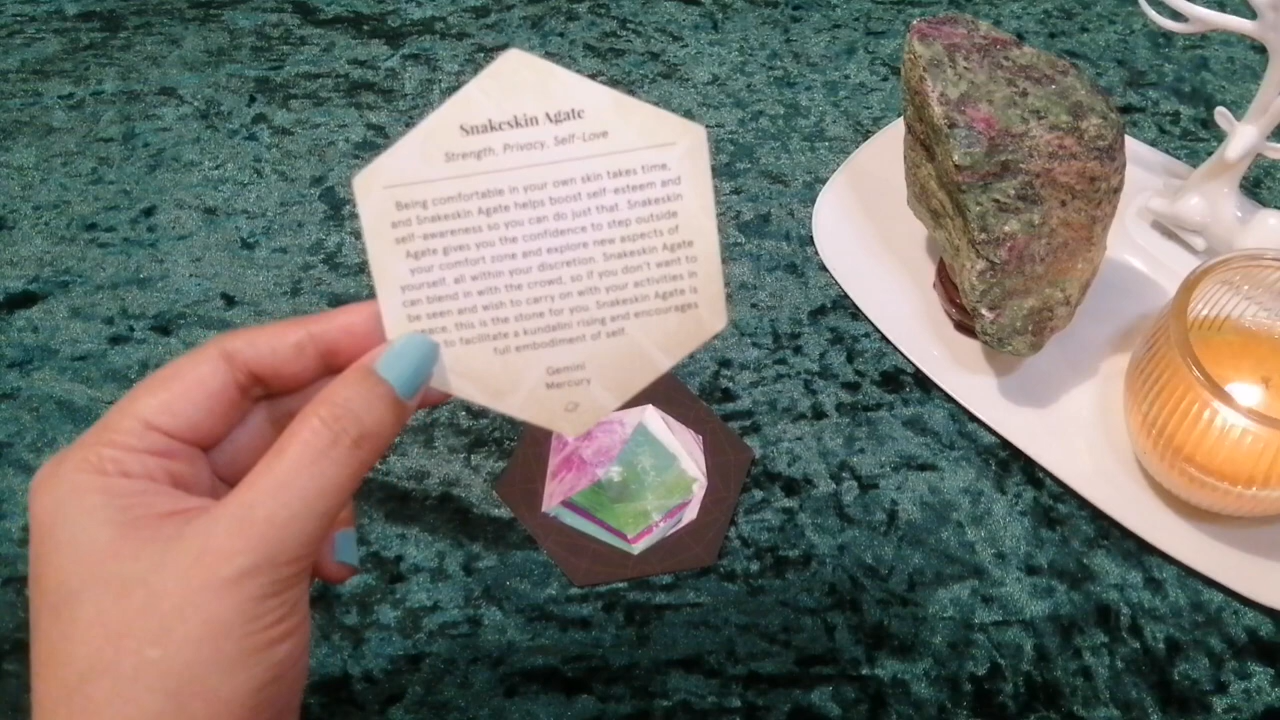 Snakeskin Agate
Strength, Privacy, Self-Love
Being comfortable in your own skin takes time,
and Snakeskin Agate helps boost self-esteem and
self-awareness so you can do just that. Snakeskin
Agate gives you the confidence to step outside
your comfort zone and explore new aspects of
yourself, all within your discretion. Snakeskin Agate
can blend in with the crowd, so if you don't want to
be seen and wish to carry on with your activities in
peace, this is the stone for you. Snakeskin Agate is
to facilitate a kundalini rising and encourages
full embodiment of self.
Gemini
Mercury